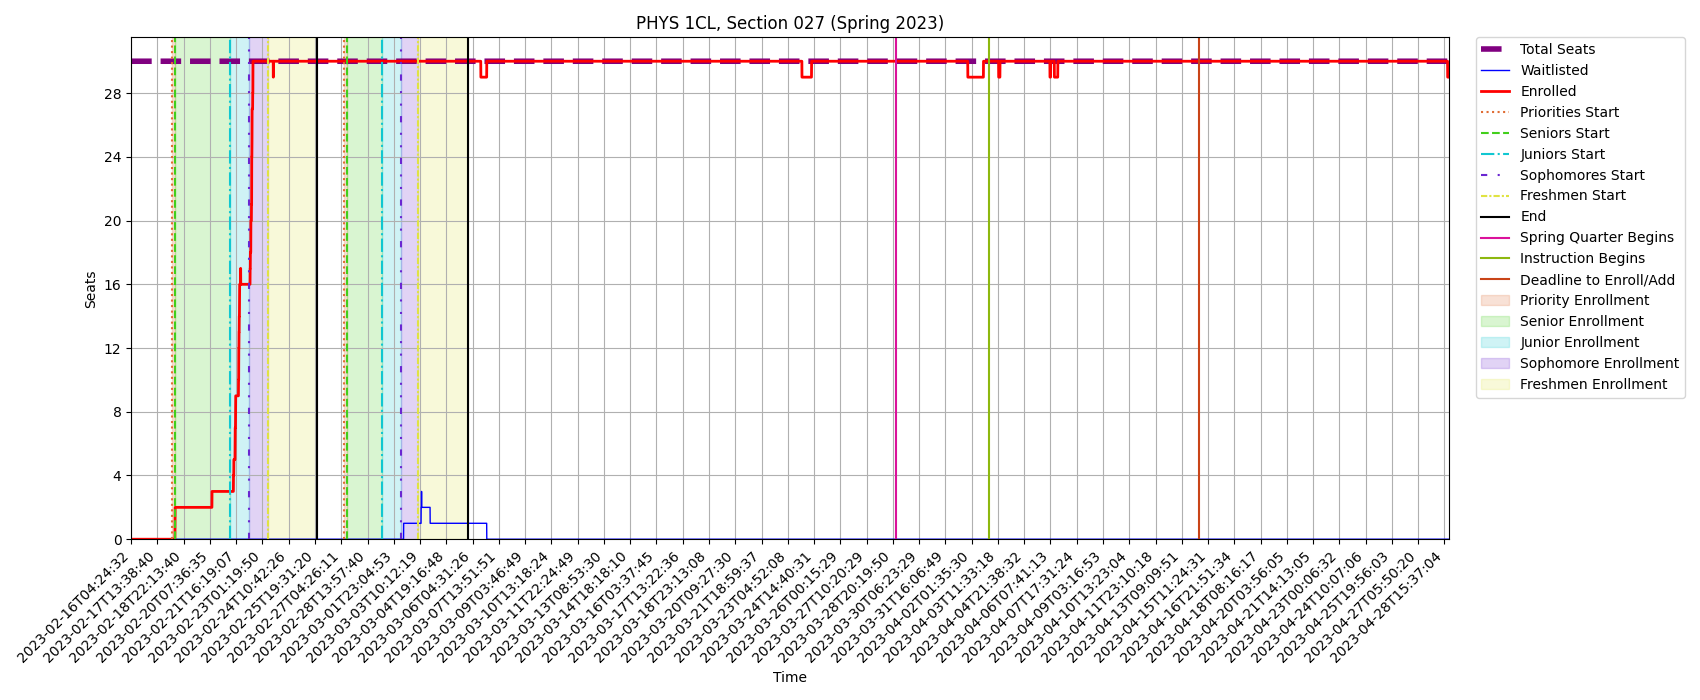 PHYS 1CL, Section 027 (Spring 2023)
Seats
28
24
20
16
12
8
4
0
2023-02-16T04:24:32
2023-02-17T13:38:40
2023-02-18T22:13:40
2023-02-20T07:36:35
2023-02-21T16:19:07
2023-02-23T01:19:50
2023-02-24T10:42:20
2023-02-25T19:31:20
2023-02-27T04:26:11
2023-02-28T13:57:40
2023-03-01T23:04:53
2023-03-03T10:12:19
2023-03-04T19:16:48
2023-03-06T04:31:26
2023-03-07T13:51:51
2023-03-09T03:46:49
2023-03-10T13:18:24
2023-03-11T22:24:49
2023-03-13T08:53:30
2023-03-14T18:18:10
2023-03-16T03:37:45
2023-03-17T13:22:36
2023-03-18T23:13:08
2023-03-20T09:27:30
2023-03-21T18:59:37
2023-03-23T04:52:08
2023-03-24T14:40:31
2023-03-26T00:15:29
2023-03-27T10:20:29
2023-03-28T20:19:50
2023-03-30T06:23:29
2023-03-31T16:06:49
2023-04-02T01:35:30
2023-04-03T11:33:18
2023-04-04T21:38:32
2023-04-06T07:41:13
2023-04-07T17:31:24
2023-04-09T03:16:53
2023-04-10T13:23:04
2023-04-11T23:10:18
2023-04-13T09:09:51
2023-04-15T11:24:31
2023-04-16T21:51:34
2023-04-18T08:16:17
2023-04-20T03:56:05
2023-04-21T14:13:05
2023-04-23T00:06:32
2023-04-24T10:07:06
2023-04-25T19:56:03
2023-04-27T05:50:20
2023-04-28T15:37:04
Time
Total Seats
Waitlisted
Enrolled
Priorities Start
Seniors Start
Juniors Start
Sophomores Start
Freshmen Start
End
Spring Quarter Begins
Instruction Begins
Deadline to Enroll/Add
Priority Enrollment
Senior Enrollment
Junior Enrollment
Sophomore Enrollment
Freshmen Enrollment